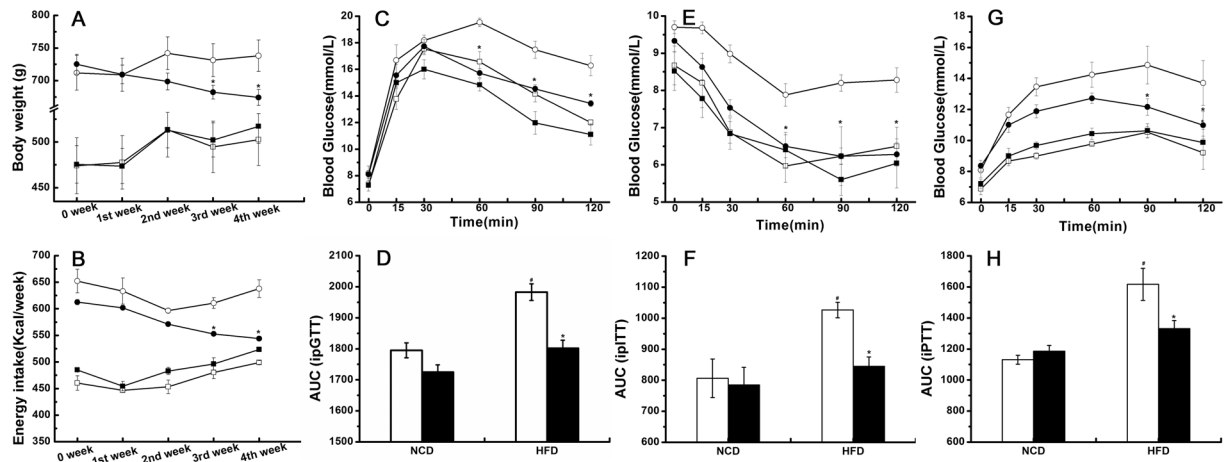 A
Body weight (g)
800
750
700
500
450
0 week
1st week
2nd week
3rd week
4th week
*
*
B
Energy intake(Kcal/week)
700
650
600
550
500
450
400
350
0 week
1st week
2nd week
3rd week
4th week
*
*
C
Blood Glucose(mmol/L)
20
18
16
14
12
10
8
6
0
15
30
60
90
120
Time(min)
*
*
*
D
AUC (ipGTT)
2100
2000
1900
1800
1700
1600
1500
NCD
HFD
#
*
E
Blood Glucose(mmol/L)
10
9
8
7
6
5
0
15
30
60
90
120
Time(min)
*
*
*
F
AUC (ipITT)
1200
1100
1000
900
800
700
600
NCD
HFD
#
*
G
Blood Glucose(mmol/L)
18
16
14
12
10
8
6
0
15
30
60
90
120
Time(min)
*
*
H
AUC (iPTT)
1800
1600
1400
1200
1000
800
600
NCD
HFD
#
*